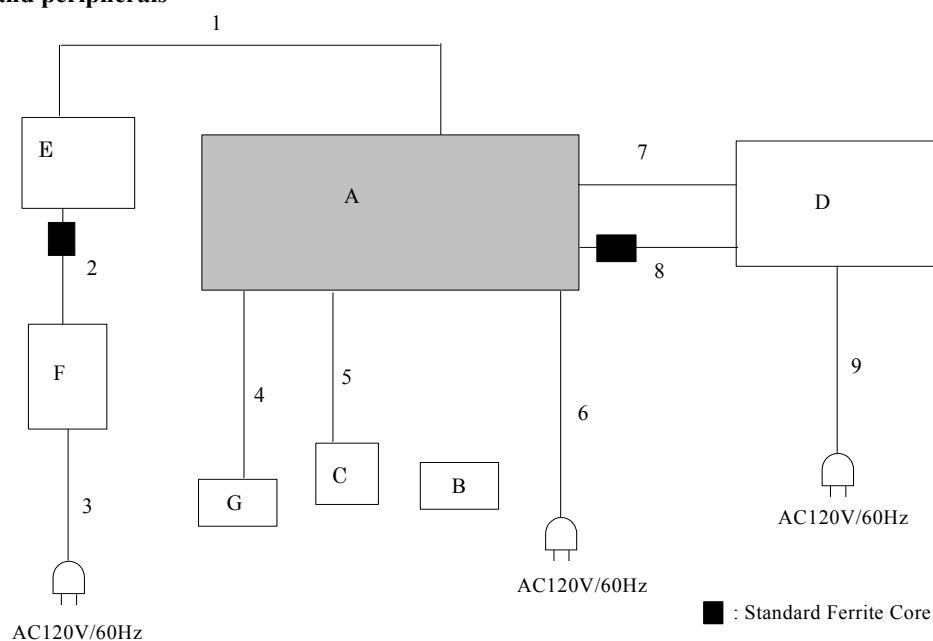 and peripherals
1
E
A
7
D
2
8
F
4
5
6
9
G
C
B
3
AC120V/60Hz
AC120V/60Hz
AC120V/60Hz
: Standard Ferrite Core